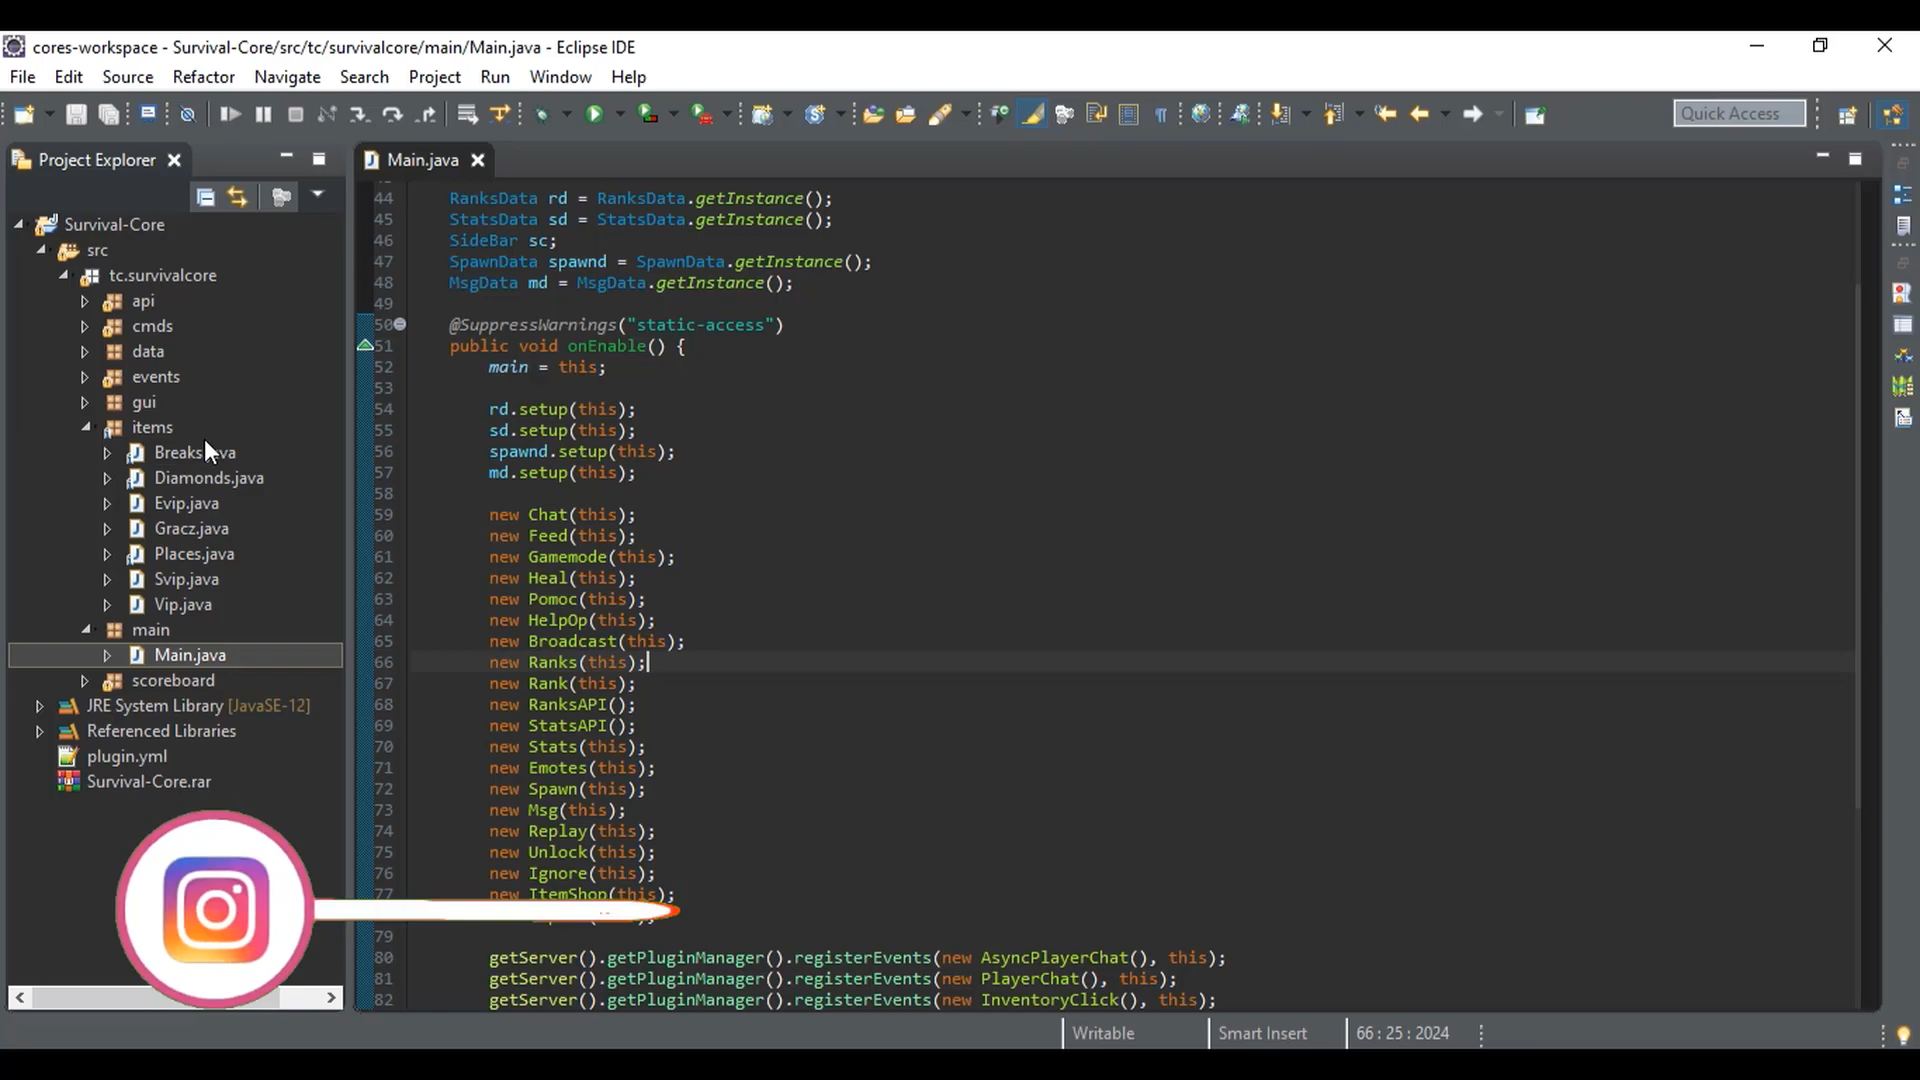 cores-workspace - Survival-Core/src/tc/survivalcore/main/Main.java - Eclipse IDE
File Edit Source Refactor Navigate Search Project Run Window Help
Quick Access
Project Explorer
Survival-Core
src
tc.survivalcore
api
cmds
data
events
gui
items
Diamonds.java
Evip.java
Gracz.java
Places.java
Svip.java
Vip.java
main
Main.java
scoreboard
JRE System Library [JavaSE-12]
Referenced Libraries
plugin.yml
Survival-Core.rar
Main.java
44 RanksData rd = RanksData.getInstance();
45 StatsData sd = StatsData.getInstance();
46 SideBar sc;
47 SpawnData spawnd = SpawnData.getInstance();
48 MsgData md = MsgData.getInstance();
49
50 @SuppressWarnings("static-access")
51 public void onEnable() {
52 main = this;
53
54 rd.setup(this);
55 sd.setup(this);
56 spawnd.setup(this);
57 md.setup(this);
58
59 new Chat(this);
60 new Feed(this);
61 new Gamemode(this);
62 new Heal(this);
63 new Pomoc(this);
64 new HelpOp(this);
65 new Broadcast(this);
66 new Ranks(this);
67 new Rank(this);
68 new RanksAPI();
69 new StatsAPI();
70 new Stats(this);
71 new Emotes(this);
72 new Spawn(this);
73 new Msg(this);
74 new Replay(this);
75 new Unlock(this);
76 new Ignore(this);
77 new ItemShop(this);
79
80 getServer().getPluginManager().registerEvents(new AsyncPlayerChat(), this);
81 getServer().getPluginManager().registerEvents(new PlayerChat(), this);
82 getServer().getPluginManager().registerEvents(new InventoryClick(), this);
Writable Smart Insert 66 : 25 : 2024